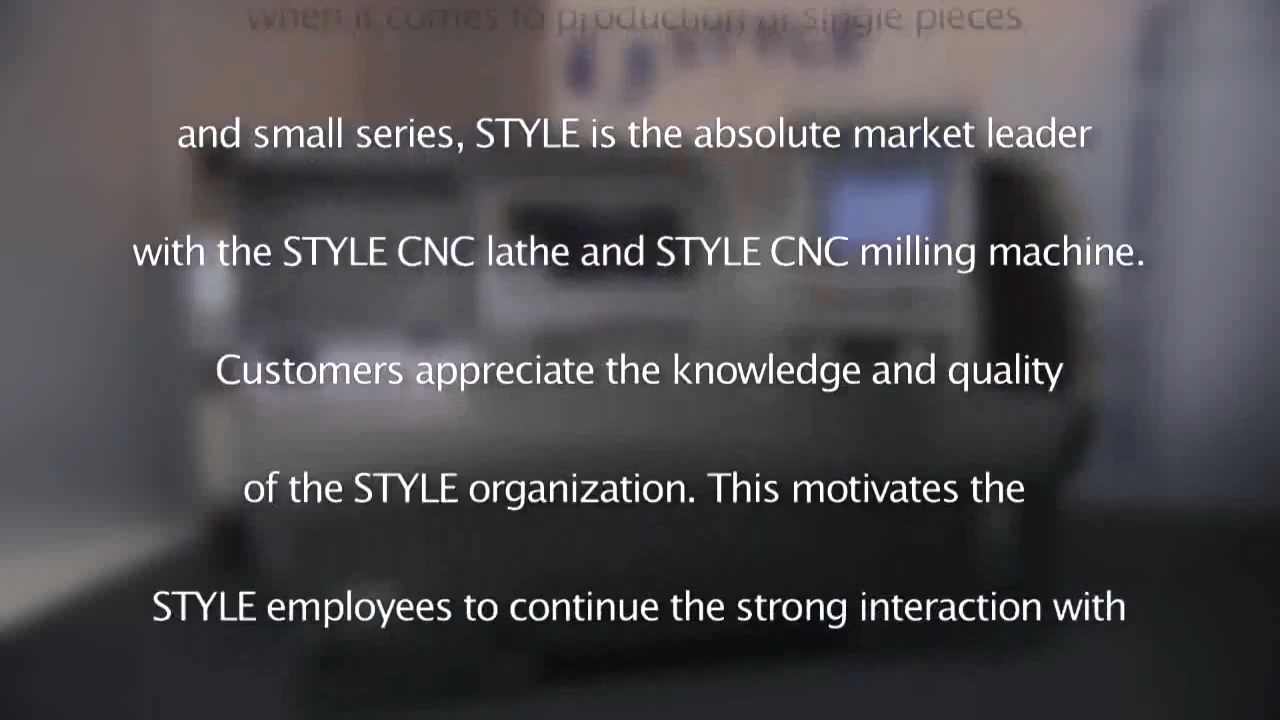 when it comes to production of single pieces
and small series, STYLE is the absolute market leader
with the STYLE CNC lathe and STYLE CNC milling machine.
Customers appreciate the knowledge and quality
of the STYLE organization. This motivates the
STYLE employees to continue the strong interaction with